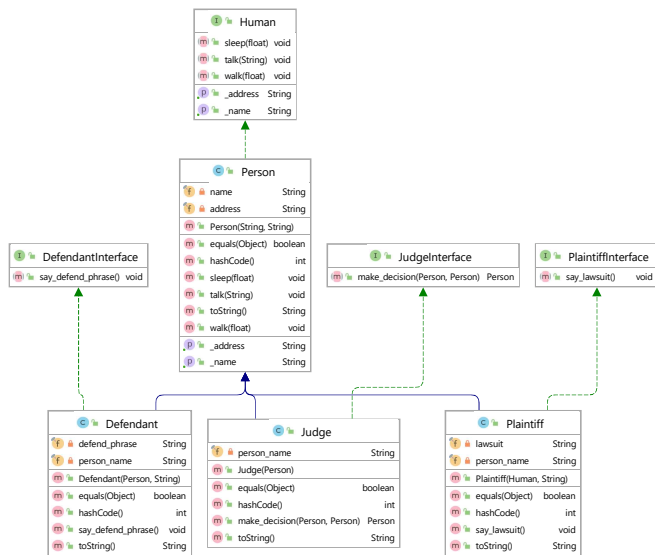 I Human
m sleep(float) void
m talk(String) void
m walk(float) void
p _address String
p _name String
C Person
f name String
f address String
m Person(String, String)
m equals(Object) boolean
m hashCode() int
m sleep(float) void
m talk(String) void
m toString() String
m walk(float) void
p _address String
p _name String
I DefendantInterface
m say_defend_phrase() void
I JudgeInterface
m make_decision(Person, Person) Person
I PlaintiffInterface
m say_lawsuit() void
C Defendant
f defend_phrase String
f person_name String
m Defendant(Person, String)
m equals(Object) boolean
m hashCode() int
m say_defend_phrase() void
m toString() String
C Judge
f person_name String
m Judge(Person)
m equals(Object) boolean
m hashCode() int
m make_decision(Person, Person) Person
m toString() String
C Plaintiff
f lawsuit String
f person_name String
m Plaintiff(Human, String)
m equals(Object) boolean
m hashCode() int
m say_lawsuit() void
m toString() String